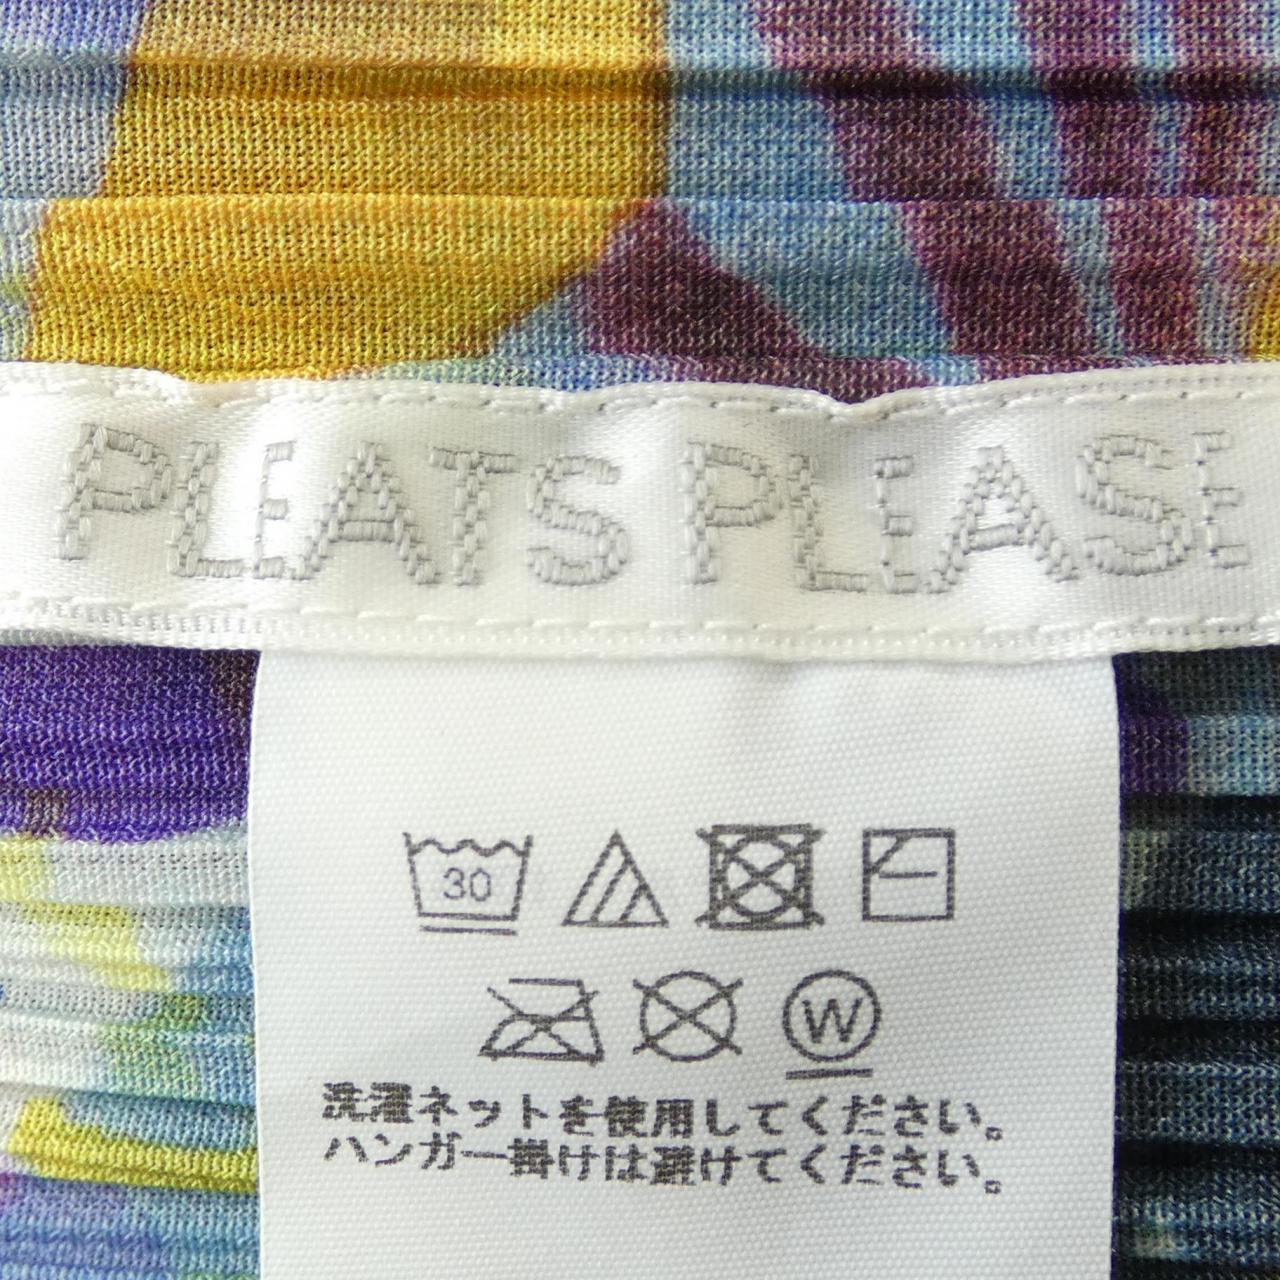 PLEATS PLEASE
30
W
洗濯ネットを使用してください。
ハンガー掛けは避けてください。